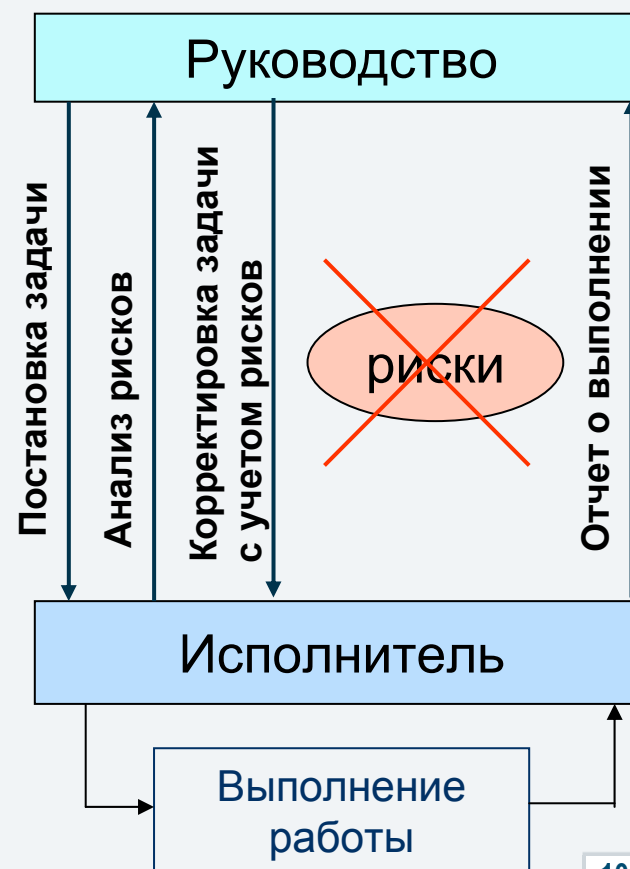 Руководство
Постановка задачи
Анализ рисков
Корректировка задачи
с учетом рисков
риски
Отчет о выполнении
Исполнитель
Выполнение
работы